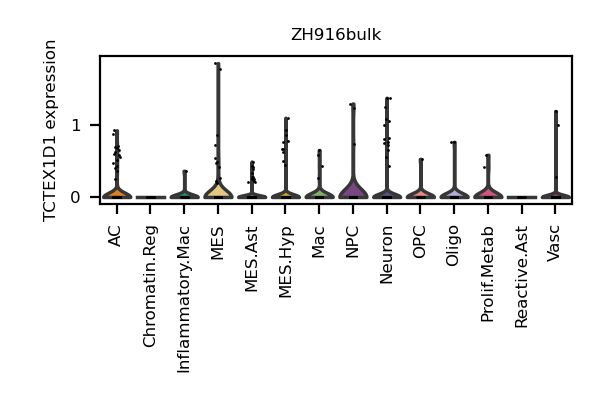 ZH916bulk
TCTEX1D1 expression
1
0
AC
Chromatin.Reg
Inflammatory.Mac
MES
MES.Ast
MES.Hyp
Mac
NPC
Neuron
OPC
Oligo
Prolif.Metab
Reactive.Ast
Vasc